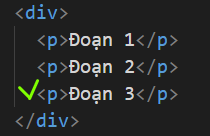 <div>
<p>Đoạn 1</p>
<p>Đoạn 2</p>
<p>Đoạn 3</p>
</div>